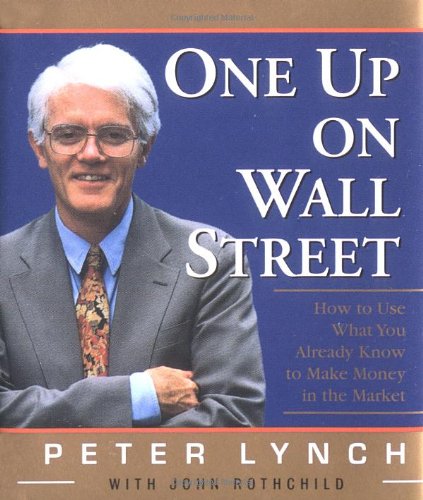 ONE UP
ON
WALL
STREET
How to Use
What You
Already Know
to Make Money
in the Market
PETER LYNCH
WITH JOHN ROTHCHILD